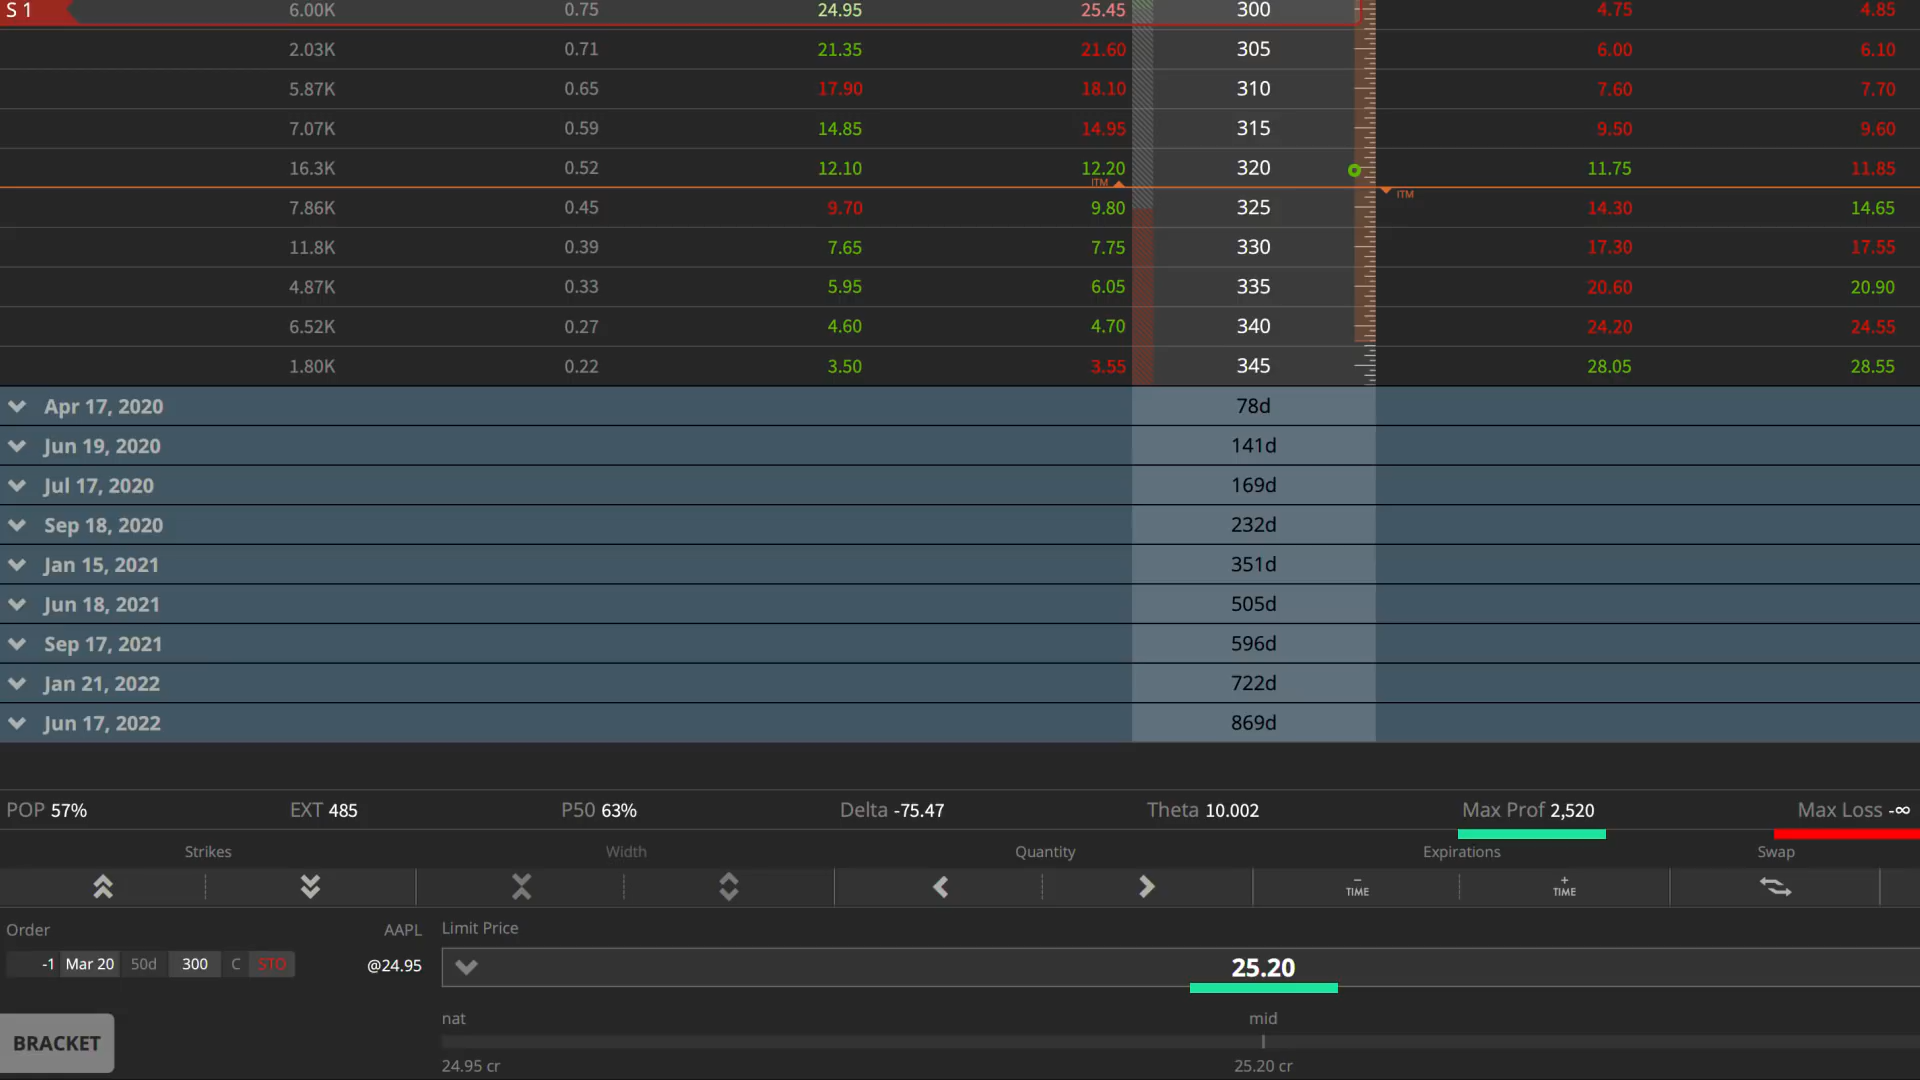 S 1 6.00K 0.75 24.95 25.45 300 4.75 4.85
2.03K 0.71 21.35 21.60 305 6.00 6.10
5.87K 0.65 17.90 18.10 310 7.60 7.70
7.07K 0.59 14.85 14.95 315 9.50 9.60
16.3K 0.52 12.10 12.20 320 11.75 11.85
ITM ITM
7.86K 0.45 9.70 9.80 325 14.30 14.65
11.8K 0.39 7.65 7.75 330 17.30 17.55
4.87K 0.33 5.95 6.05 335 20.60 20.90
6.52K 0.27 4.60 4.70 340 24.20 24.55
1.80K 0.22 3.50 3.55 345 28.05 28.55
Apr 17, 2020 78d
Jun 19, 2020 141d
Jul 17, 2020 169d
Sep 18, 2020 232d
Jan 15, 2021 351d
Jun 18, 2021 505d
Sep 17, 2021 596d
Jan 21, 2022 722d
Jun 17, 2022 869d
POP 57% EXT 485 P50 63% Delta -75.47 Theta 10.002 Max Prof 2,520 Max Loss -∞
Strikes Width Quantity Expirations Swap
− TIME + TIME
Order AAPL Limit Price
-1 Mar 20 50d 300 C STO @24.95 25.20
nat mid
BRACKET
24.95 cr 25.20 cr